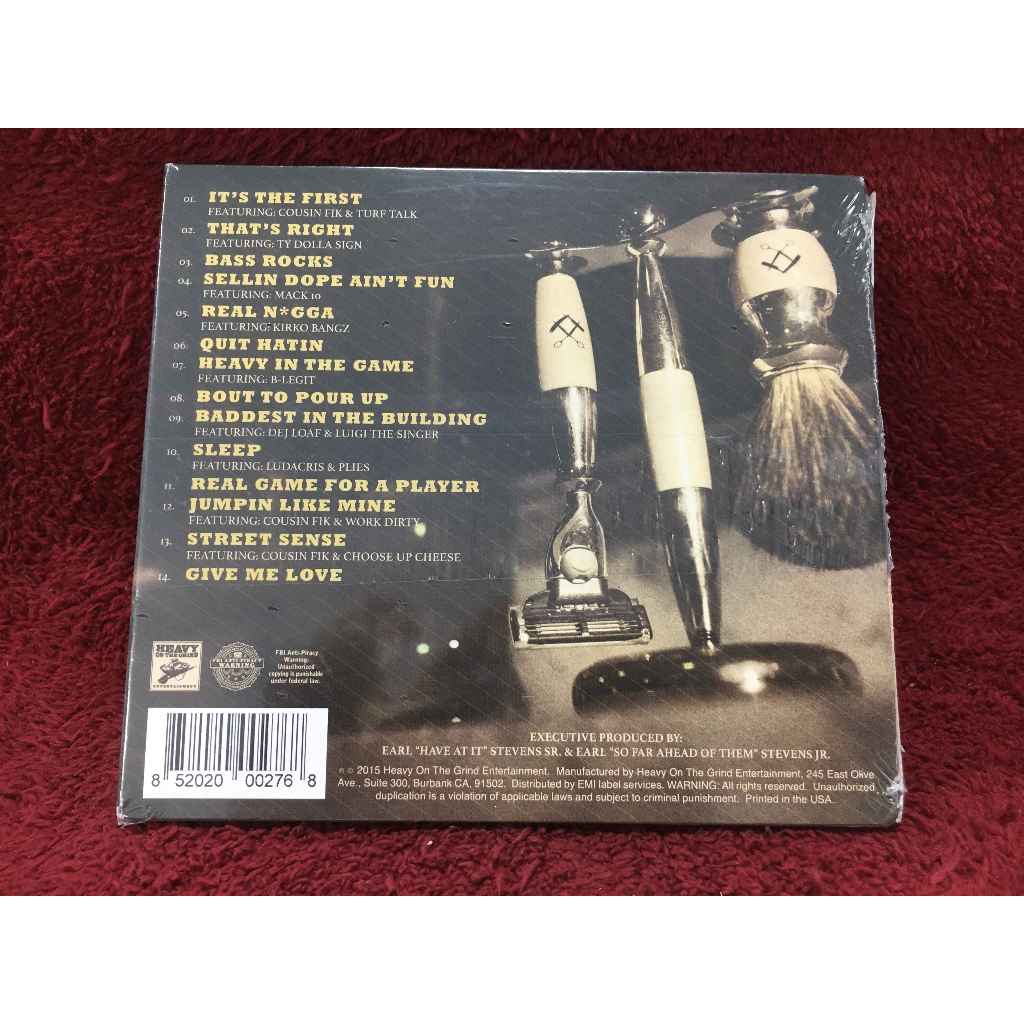 01. IT'S THE FIRST
FEATURING: COUSIN FIK & TURF TALK
02. THAT'S RIGHT
FEATURING: TY DOLLA SIGN
03. BASS ROCKS
04. SELLIN DOPE AIN'T FUN
FEATURING: MACK 10
05. REAL N*GGA
FEATURING: KIRKO BANGZ
06. QUIT HATIN
07. HEAVY IN THE GAME
FEATURING: B-LEGIT
08. BOUT TO POUR UP
09. BADDEST IN THE BUILDING
FEATURING: DEJ LOAF & LUIGI THE SINGER
10. SLEEP
FEATURING: LUDACRIS & PLIES
11. REAL GAME FOR A PLAYER
12. JUMPIN LIKE MINE
FEATURING: COUSIN FIK & WORK DIRTY
13. STREET SENSE
FEATURING: COUSIN FIK & CHOOSE UP CHEESE
14. GIVE ME LOVE
HEAVY
ON THE GRIND
ENTERTAINMENT
FBI ANTI-PIRACY
WARNING
FBI Anti-Piracy
Warning:
Unauthorized
copying is punishable
under federal law.
8 52020 00276 8
EXECUTIVE PRODUCED BY:
EARL "HAVE AT IT" STEVENS SR. & EARL "SO FAR AHEAD OF THEM" STEVENS JR.
℗ © 2015 Heavy On The Grind Entertainment. Manufactured by Heavy On The Grind Entertainment, 245 East Olive
Ave., Suite 300, Burbank CA, 91502. Distributed by EMI label services. WARNING: All rights reserved. Unauthorized
duplication is a violation of applicable laws and subject to criminal punishment. Printed in the USA.